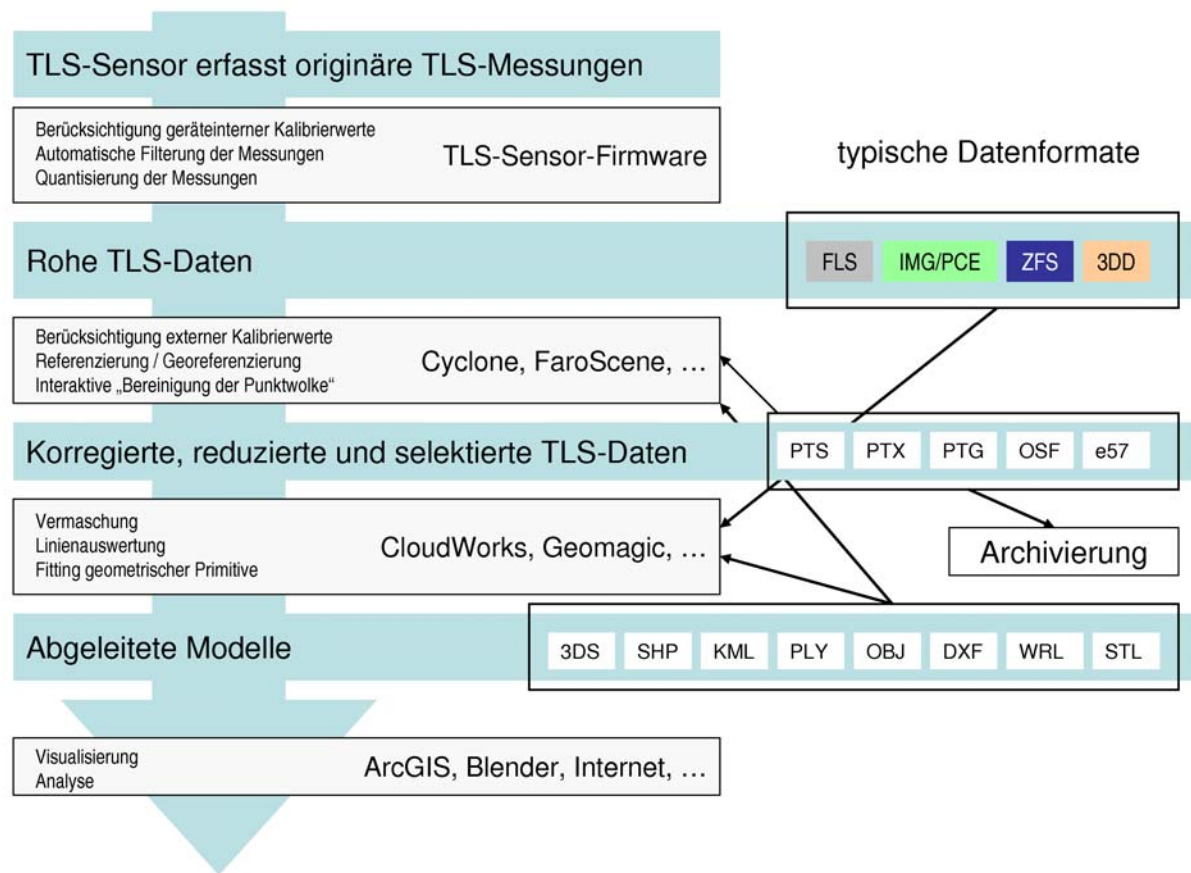 TLS-Sensor erfasst originäre TLS-Messungen
Berücksichtigung geräteinterner Kalibrierwerte
Automatische Filterung der Messungen
Quantisierung der Messungen
TLS-Sensor-Firmware
typische Datenformate
Rohe TLS-Daten
FLS IMG/PCE ZFS 3DD
Berücksichtigung externer Kalibrierwerte
Referenzierung / Georeferenzierung
Interaktive „Bereinigung der Punktwolke“
Cyclone, FaroScene, …
Korregierte, reduzierte und selektierte TLS-Daten
PTS PTX PTG OSF e57
Vermaschung
Linienauswertung
Fitting geometrischer Primitive
CloudWorks, Geomagic, …
Archivierung
Abgeleitete Modelle
3DS SHP KML PLY OBJ DXF WRL STL
Visualisierung
Analyse
ArcGIS, Blender, Internet, …